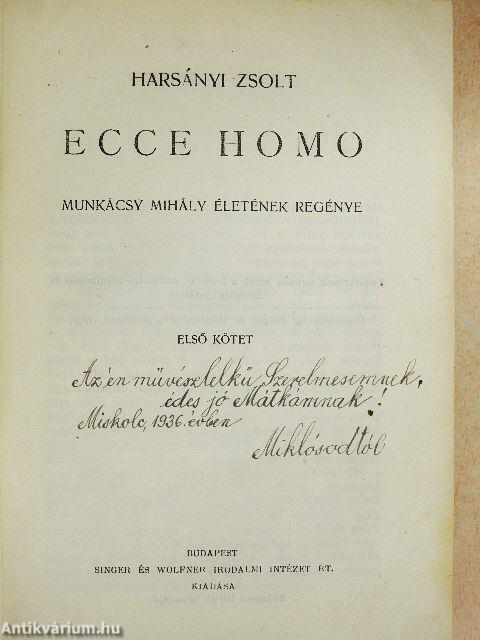 HARSÁNYI ZSOLT
ECCE HOMO
MUNKÁCSY MIHÁLY ÉLETÉNEK REGÉNYE
ELSŐ KÖTET
Az én művészlelkű Szerelmesemnek,
édes jó Mátkámnak!
Miskolc, 1936. évben
Miklósodtól
BUDAPEST
SINGER ÉS WOLFNER IRODALMI INTÉZET RT.
KIADÁSA
Antikvárium.hu